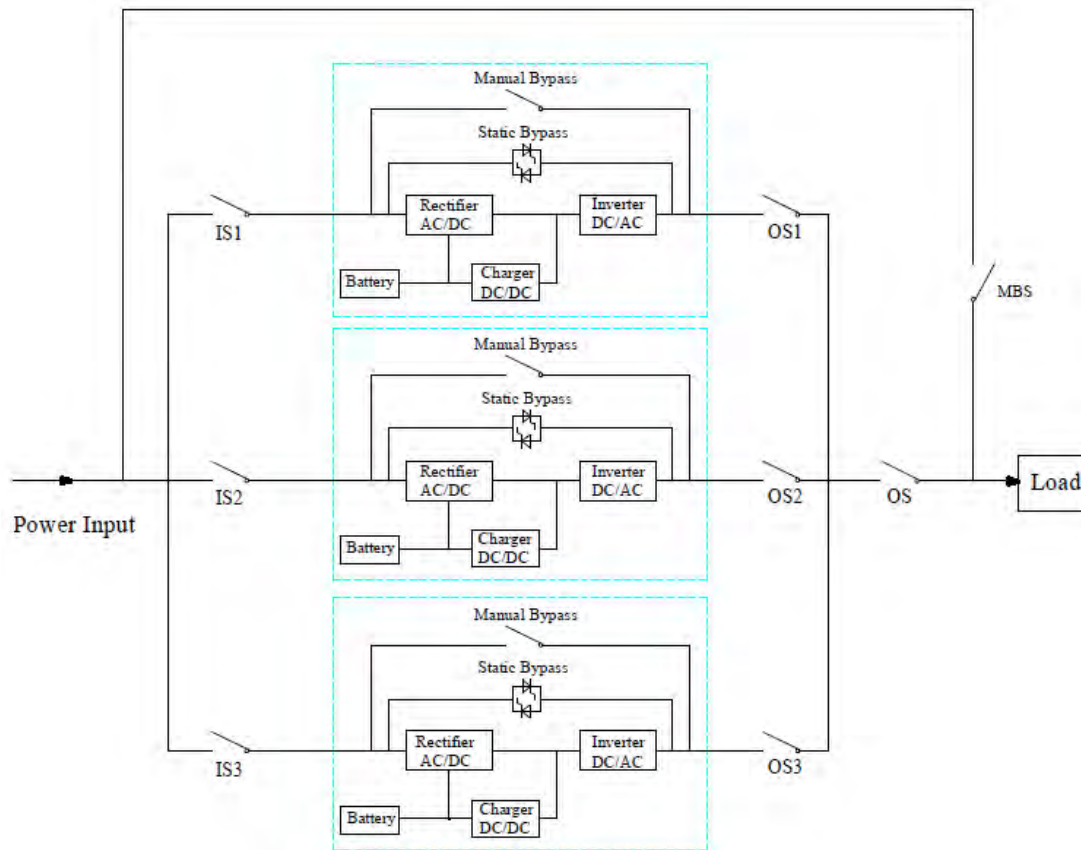 Manual Bypass
Static Bypass
Rectifier
AC/DC
Inverter
DC/AC
IS1
OS1
Battery
Charger
DC/DC
MBS
Manual Bypass
Static Bypass
Rectifier
AC/DC
Inverter
DC/AC
Power Input
IS2
OS2
OS
Load
Battery
Charger
DC/DC
Manual Bypass
Static Bypass
Rectifier
AC/DC
Inverter
DC/AC
IS3
OS3
Battery
Charger
DC/DC